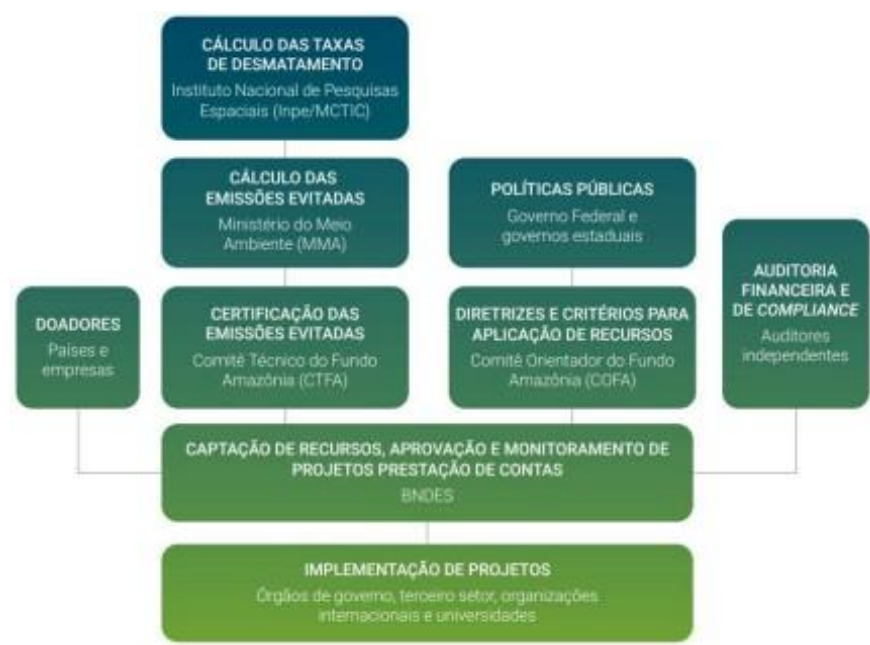 CÁLCULO DAS TAXAS
DE DESMATAMENTO
Instituto Nacional de Pesquisas
Espaciais (Inpe/MCTIC)
CÁLCULO DAS
EMISSÕES EVITADAS
Ministério do Meio
Ambiente (MMA)
POLÍTICAS PÚBLICAS
Governo Federal e
governos estaduais
DOADORES
Países e
empresas
CERTIFICAÇÃO DAS
EMISSÕES EVITADAS
Comitê Técnico do Fundo
Amazônia (CTFA)
DIRETRIZES E CRITÉRIOS PARA
APLICAÇÃO DE RECURSOS
Comitê Orientador do Fundo
Amazônia (COFA)
AUDITORIA
FINANCEIRA E
DE COMPLIANCE
Auditores
independentes
CAPTAÇÃO DE RECURSOS, APROVAÇÃO E MONITORAMENTO DE
PROJETOS PRESTAÇÃO DE CONTAS
BNDES
IMPLEMENTAÇÃO DE PROJETOS
Órgãos de governo, terceiro setor, organizações
internacionais e universidades